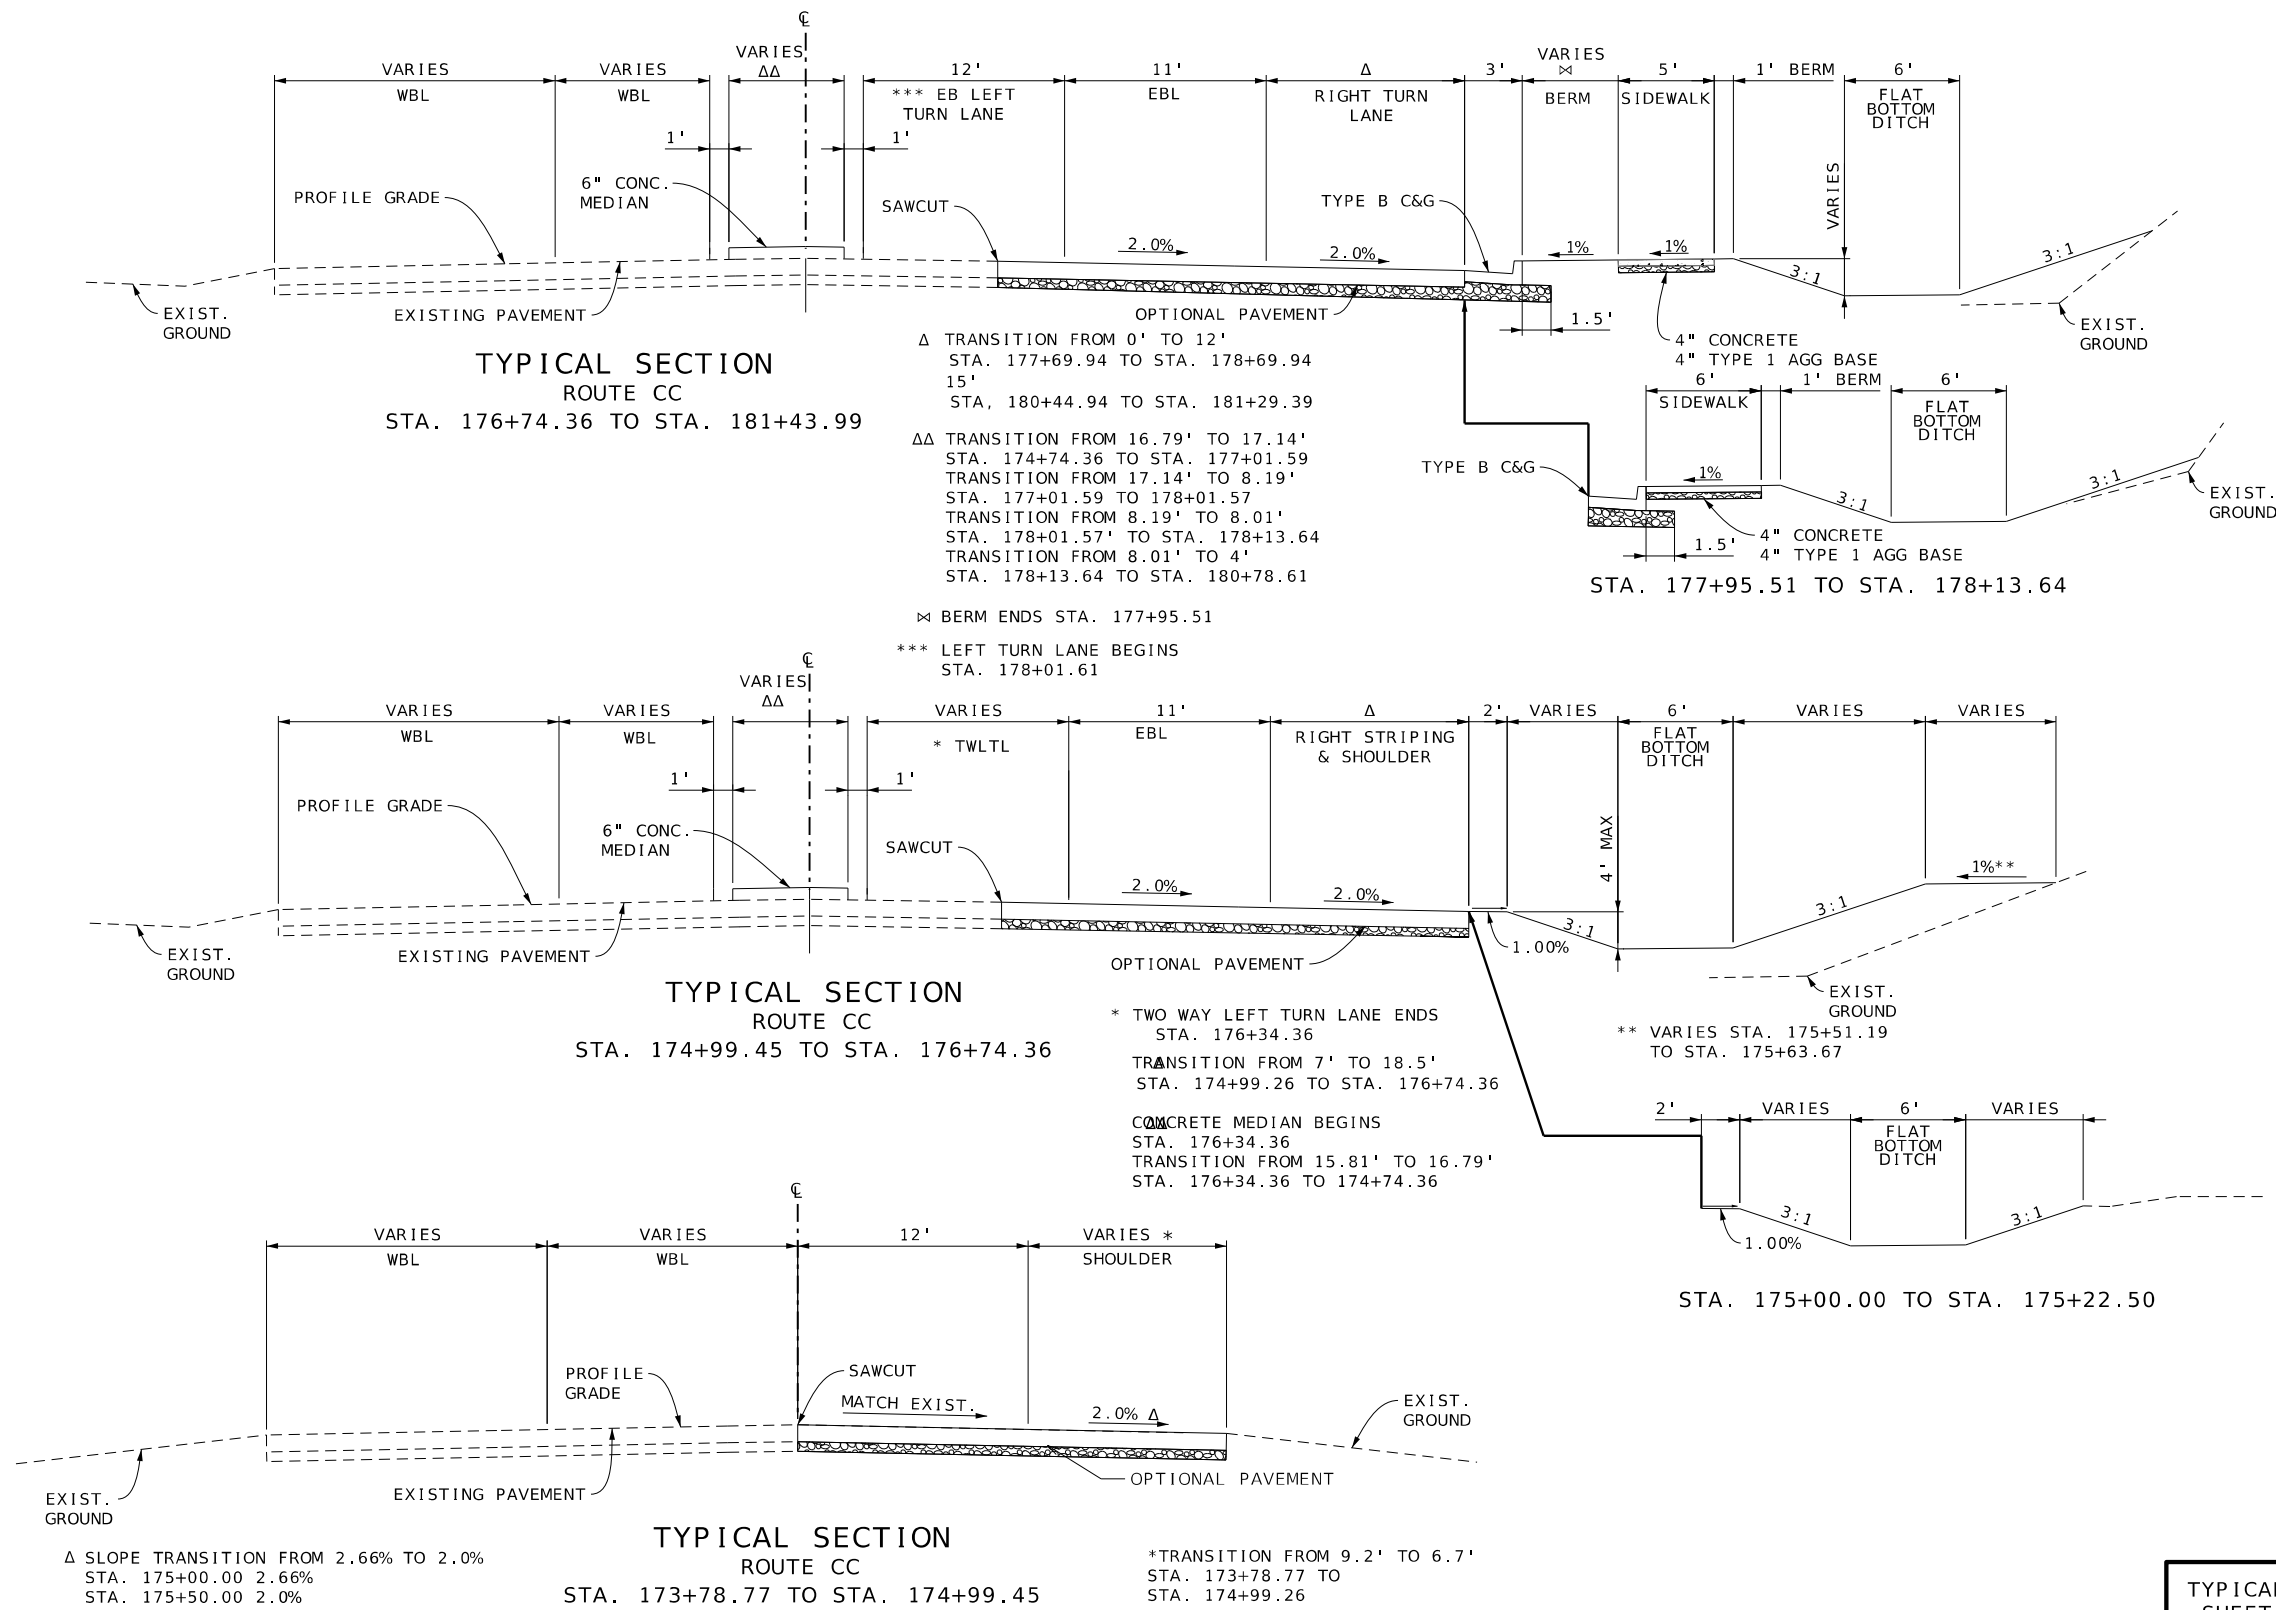 ℄
VARIES VARIES VARIES 12' 11' Δ 3' VARIES 5' 1' BERM 6'
ΔΔ ⋈
WBL WBL *** EB LEFT EBL RIGHT TURN BERM SIDEWALK FLAT
TURN LANE LANE BOTTOM
DITCH
1' 1'
VARIES
PROFILE GRADE
6" CONC.
MEDIAN
SAWCUT
TYPE B C&G
2.0% 2.0% 1% 1% 3:1 3:1
EXIST.
GROUND
EXISTING PAVEMENT
OPTIONAL PAVEMENT
1.5'
4" CONCRETE
4" TYPE 1 AGG BASE
EXIST.
GROUND
TYPICAL SECTION
ROUTE CC
STA. 176+74.36 TO STA. 181+43.99
Δ TRANSITION FROM 0' TO 12'
STA. 177+69.94 TO STA. 178+69.94
15'
STA, 180+44.94 TO STA. 181+29.39
ΔΔ TRANSITION FROM 16.79' TO 17.14'
STA. 174+74.36 TO STA. 177+01.59
TRANSITION FROM 17.14' TO 8.19'
STA. 177+01.59 TO 178+01.57
TRANSITION FROM 8.19' TO 8.01'
STA. 178+01.57' TO STA. 178+13.64
TRANSITION FROM 8.01' TO 4'
STA. 178+13.64 TO STA. 180+78.61
⋈ BERM ENDS STA. 177+95.51
*** LEFT TURN LANE BEGINS
STA. 178+01.61
6' 1' BERM 6'
SIDEWALK FLAT
BOTTOM
DITCH
TYPE B C&G
1% 3:1 3:1
EXIST.
GROUND
1.5'
4" CONCRETE
4" TYPE 1 AGG BASE
STA. 177+95.51 TO STA. 178+13.64
℄
VARIES
ΔΔ
VARIES VARIES VARIES 11' Δ 2' VARIES 6' VARIES VARIES
WBL WBL * TWLTL EBL RIGHT STRIPING FLAT
& SHOULDER BOTTOM
DITCH
1' 1'
PROFILE GRADE
6" CONC.
MEDIAN
SAWCUT
4' MAX
2.0% 2.0% 3:1 3:1 1%**
1.00%
EXIST.
GROUND
EXISTING PAVEMENT
OPTIONAL PAVEMENT
EXIST.
GROUND
TYPICAL SECTION
ROUTE CC
STA. 174+99.45 TO STA. 176+74.36
* TWO WAY LEFT TURN LANE ENDS
STA. 176+34.36
Δ TRANSITION FROM 7' TO 18.5'
STA. 174+99.26 TO STA. 176+74.36
ΔΔ CONCRETE MEDIAN BEGINS
STA. 176+34.36
TRANSITION FROM 15.81' TO 16.79'
STA. 176+34.36 TO 174+74.36
** VARIES STA. 175+51.19
TO STA. 175+63.67
2' VARIES 6' VARIES
FLAT
BOTTOM
DITCH
3:1 3:1
1.00%
STA. 175+00.00 TO STA. 175+22.50
℄
VARIES VARIES 12' VARIES *
WBL WBL SHOULDER
PROFILE
GRADE
SAWCUT
MATCH EXIST.
2.0% Δ
EXIST.
GROUND
OPTIONAL PAVEMENT
EXISTING PAVEMENT
EXIST.
GROUND
TYPICAL SECTION
ROUTE CC
STA. 173+78.77 TO STA. 174+99.45
Δ SLOPE TRANSITION FROM 2.66% TO 2.0%
STA. 175+00.00 2.66%
STA. 175+50.00 2.0%
*TRANSITION FROM 9.2' TO 6.7'
STA. 173+78.77 TO
STA. 174+99.26